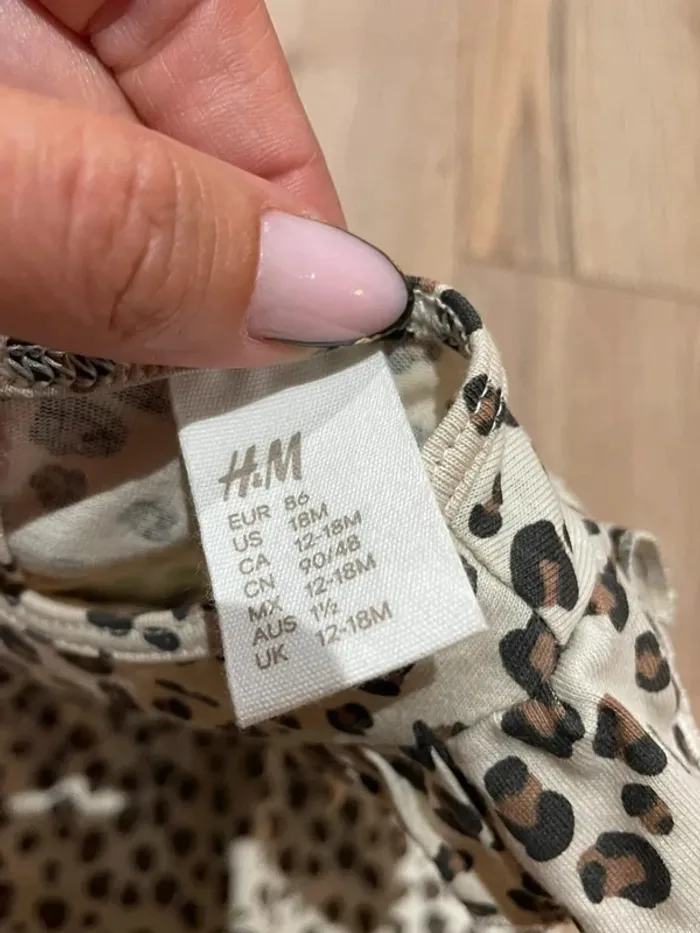 H&M
EUR 86
US 18M
CA 12-18M
CN 90/48
MX 12-18M
AUS 1½
UK 12-18M